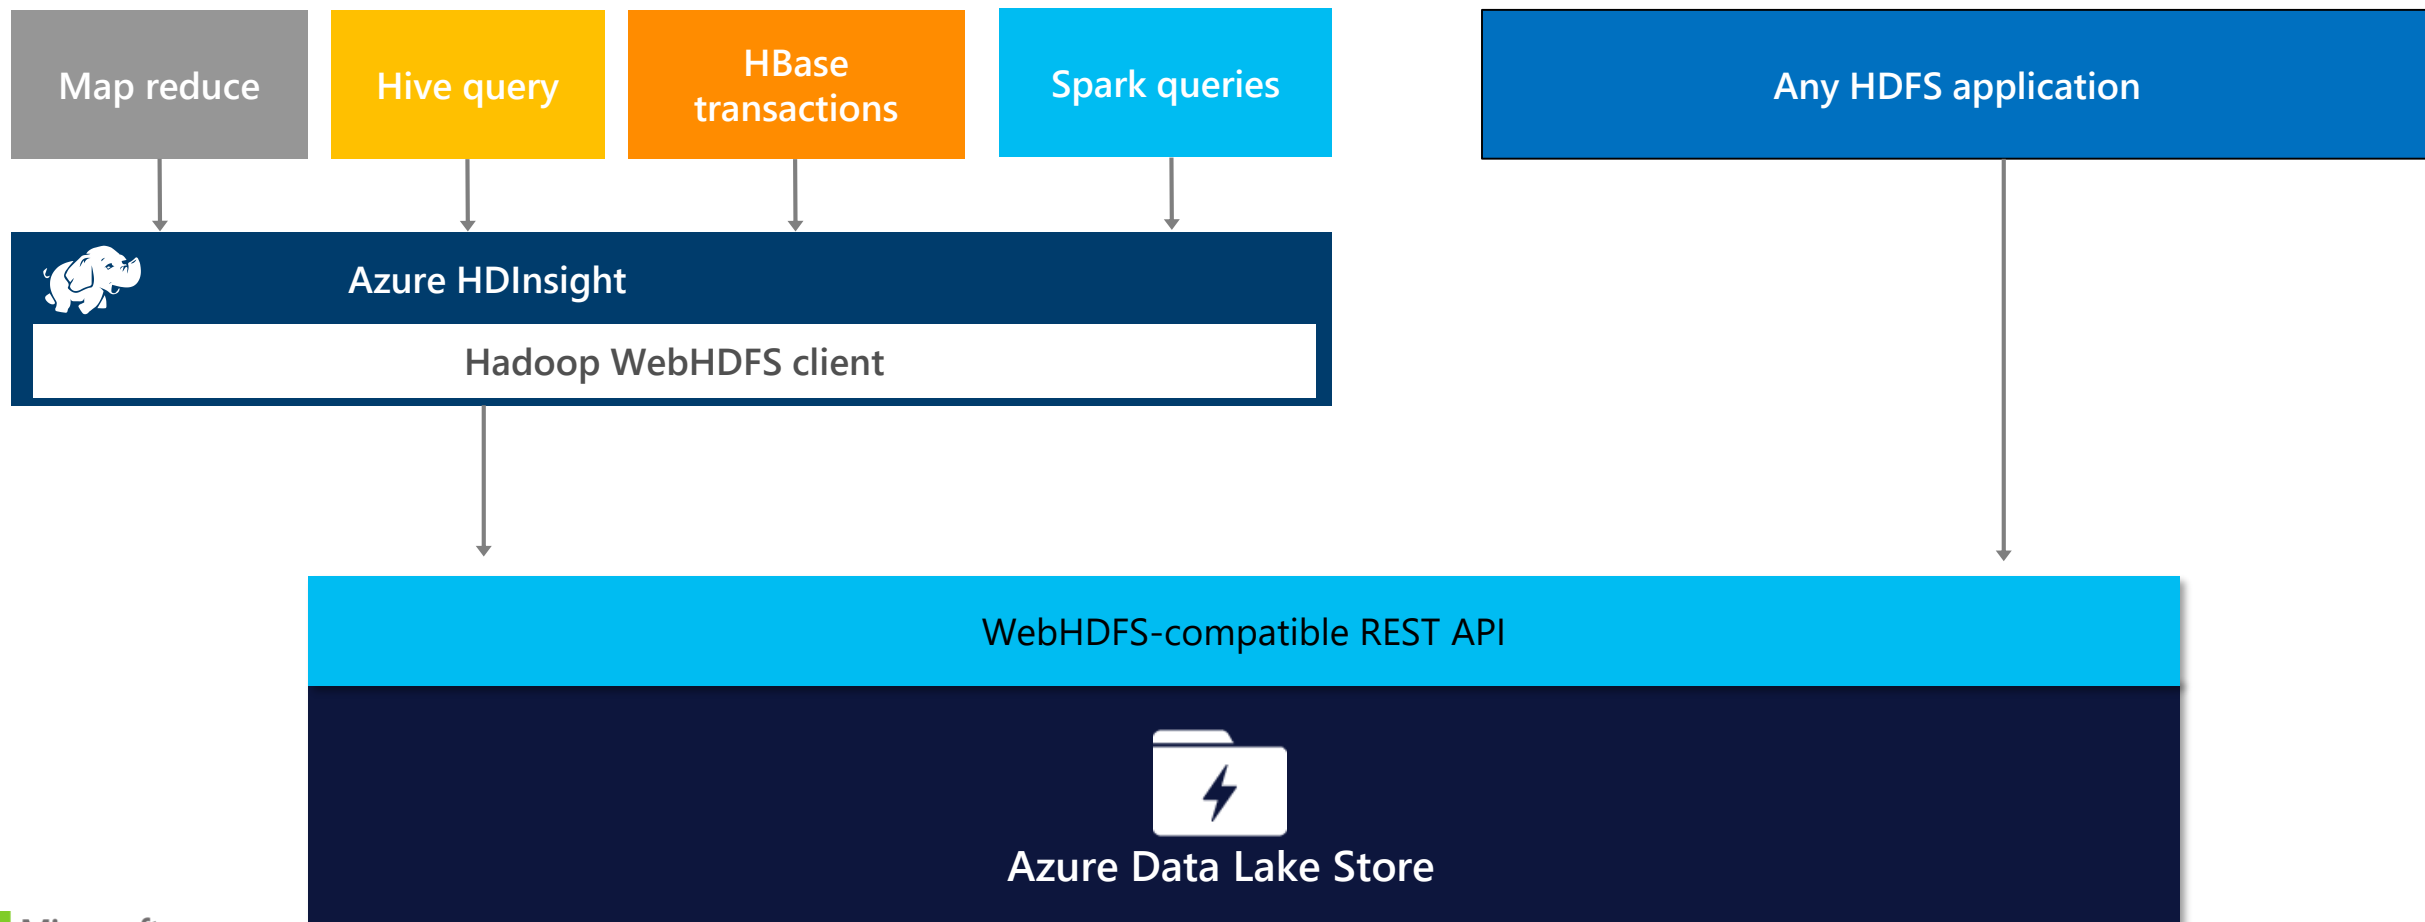 Map reduce
Hive query
HBase
transactions
Spark queries
Any HDFS application
Azure HDInsight
Hadoop WebHDFS client
WebHDFS-compatible REST API
Azure Data Lake Store